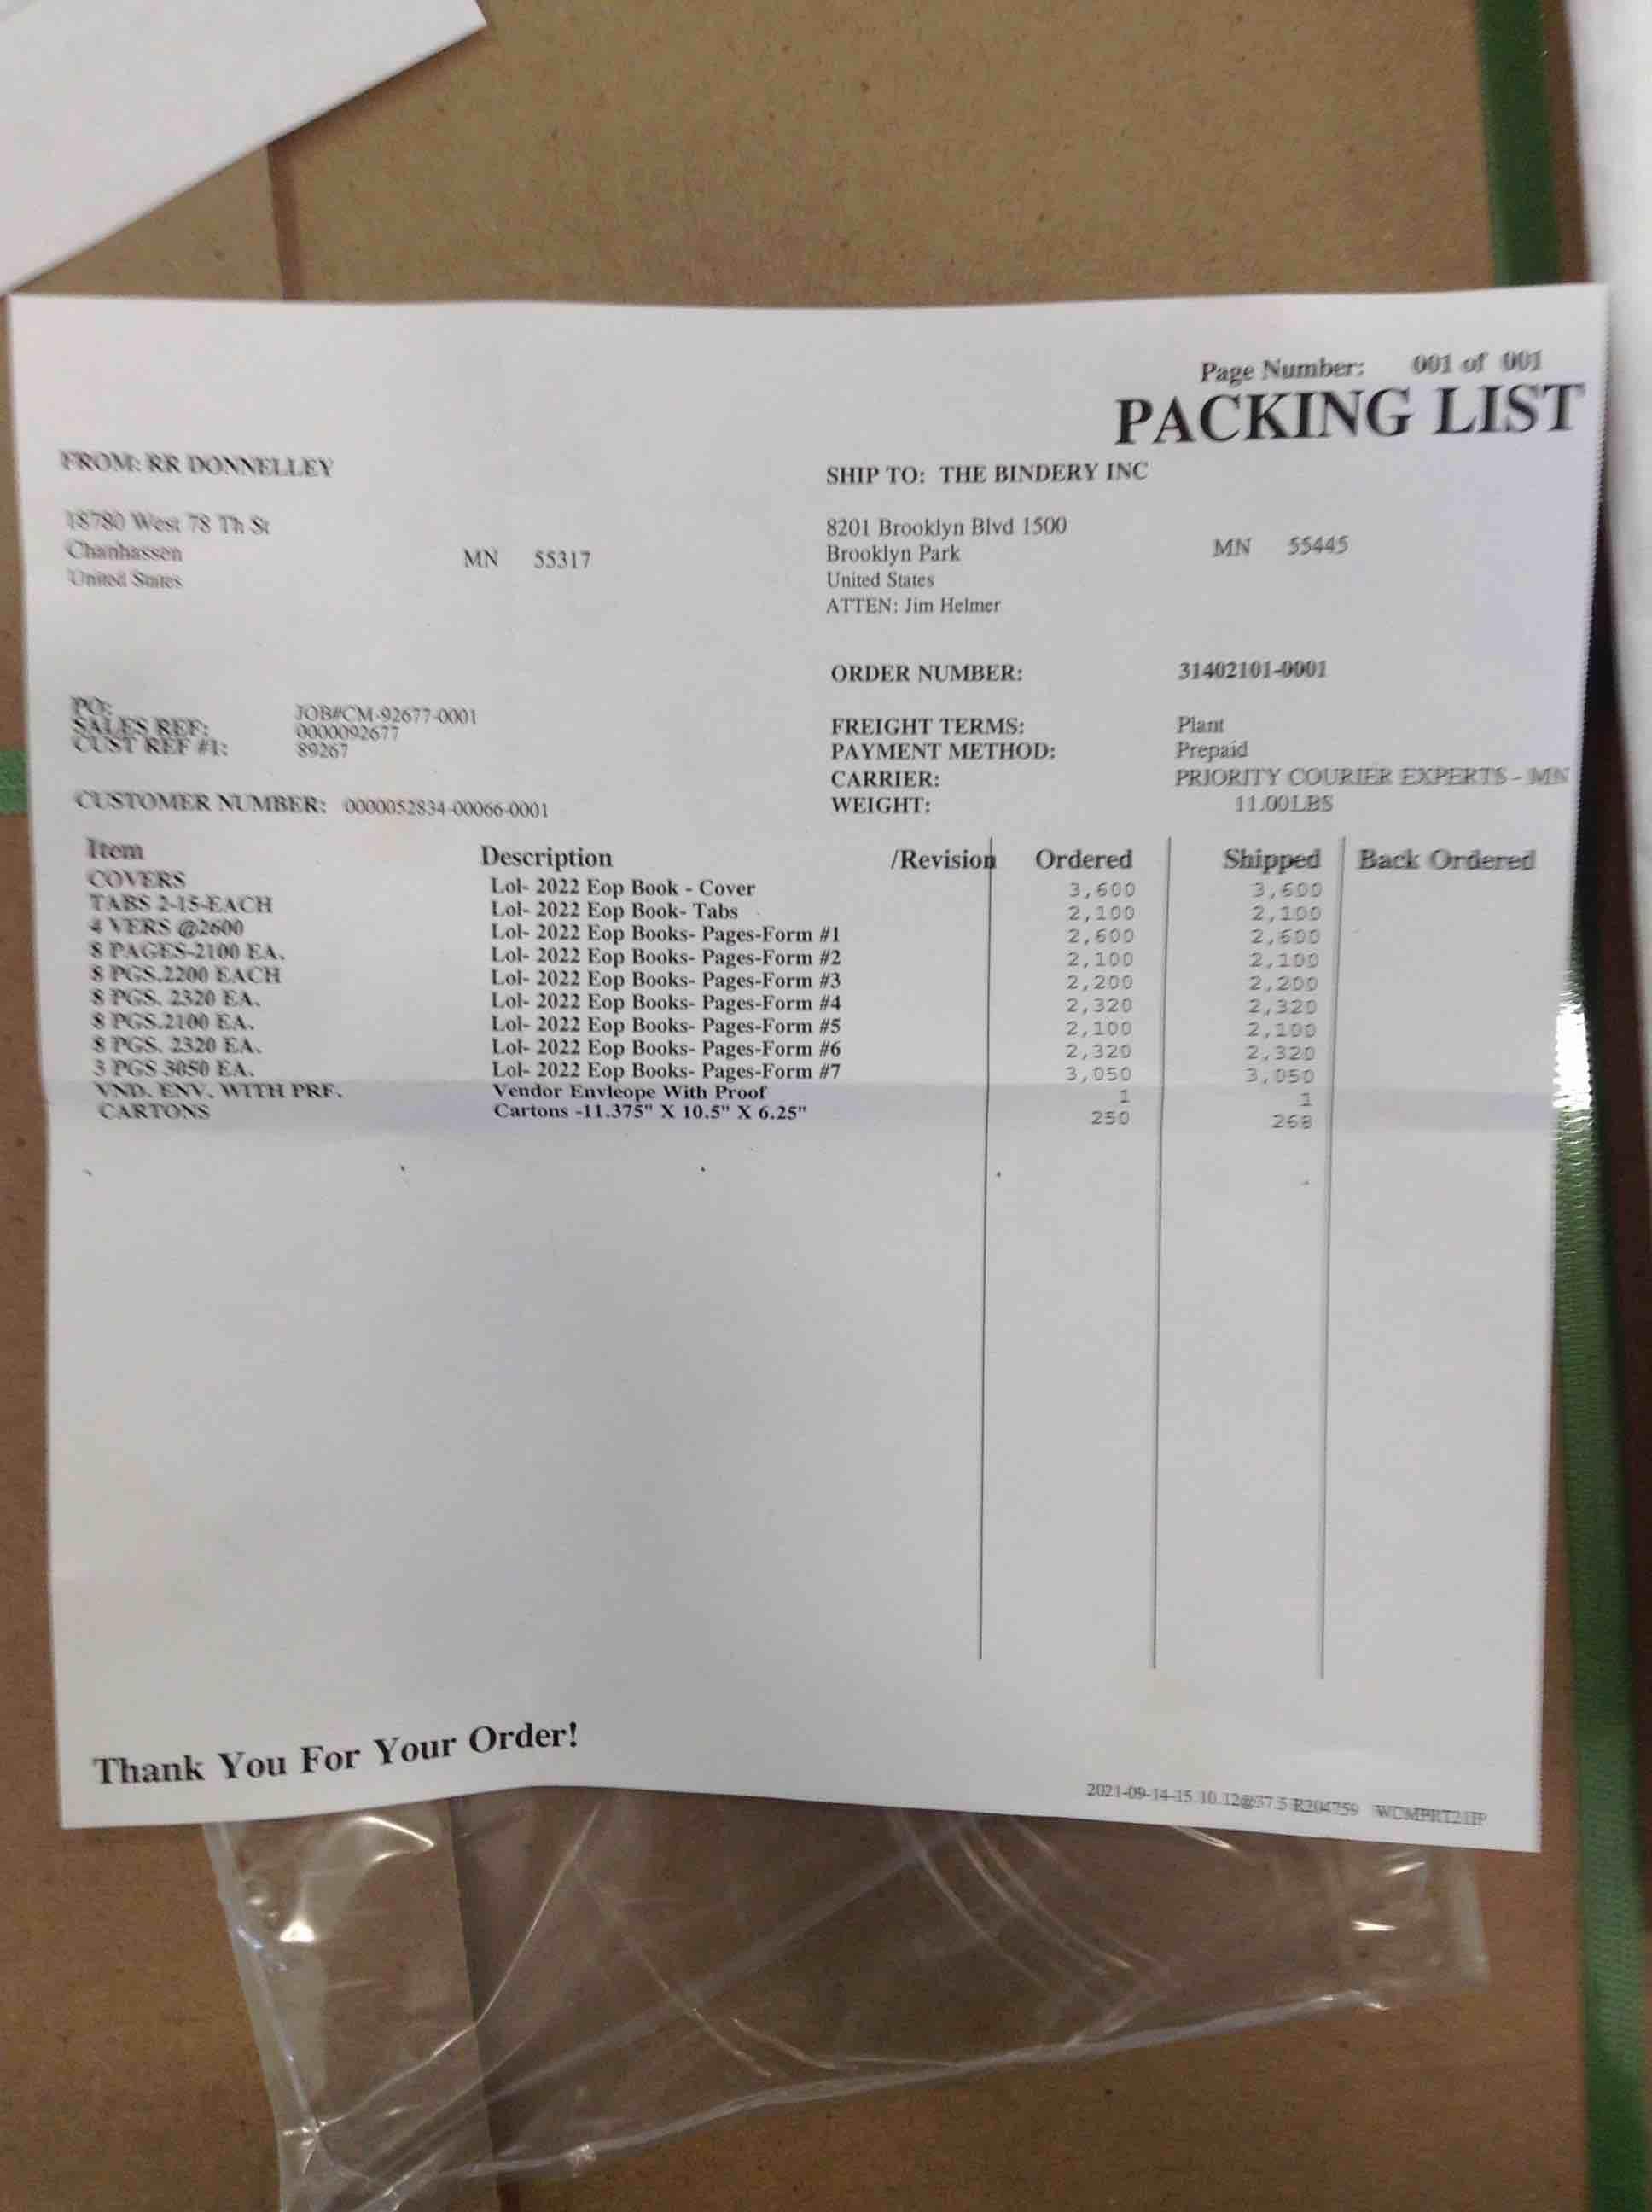 Page Number: 001 of 001
PACKING LIST
FROM: RR DONNELLEY
SHIP TO: THE BINDERY INC
18780 West 78 Th St
Chanhassen MN 55317
United States
8201 Brooklyn Blvd 1500
Brooklyn Park MN 55445
United States
ATTEN: Jim Helmer
ORDER NUMBER: 31402101-0001
PO: JOB#CM-92677-0001
SALES REF: 0000092677
CUST REF #1: 89267
FREIGHT TERMS: Plant
PAYMENT METHOD: Prepaid
CARRIER: PRIORITY COURIER EXPERTS - MN
WEIGHT: 11.00LBS
CUSTOMER NUMBER: 0000052834-00066-0001
Item Description /Revision Ordered Shipped Back Ordered
COVERS Lol- 2022 Eop Book - Cover 3,600 3,600
TABS 2-15-EACH Lol- 2022 Eop Book- Tabs 2,100 2,100
4 VERS @2600 Lol- 2022 Eop Books- Pages-Form #1 2,600 2,600
8 PAGES-2100 EA. Lol- 2022 Eop Books- Pages-Form #2 2,100 2,100
8 PGS.2200 EACH Lol- 2022 Eop Books- Pages-Form #3 2,200 2,200
8 PGS. 2320 EA. Lol- 2022 Eop Books- Pages-Form #4 2,320 2,320
8 PGS.2100 EA. Lol- 2022 Eop Books- Pages-Form #5 2,100 2,100
8 PGS. 2320 EA. Lol- 2022 Eop Books- Pages-Form #6 2,320 2,320
3 PGS 3050 EA. Lol- 2022 Eop Books- Pages-Form #7 3,050 3,050
VND. ENV. WITH PRF. Vendor Envleope With Proof 1 1
CARTONS Cartons -11.375" X 10.5" X 6.25" 250 268
Thank You For Your Order!
2021-09-14-15.10.12@37.5 R204759